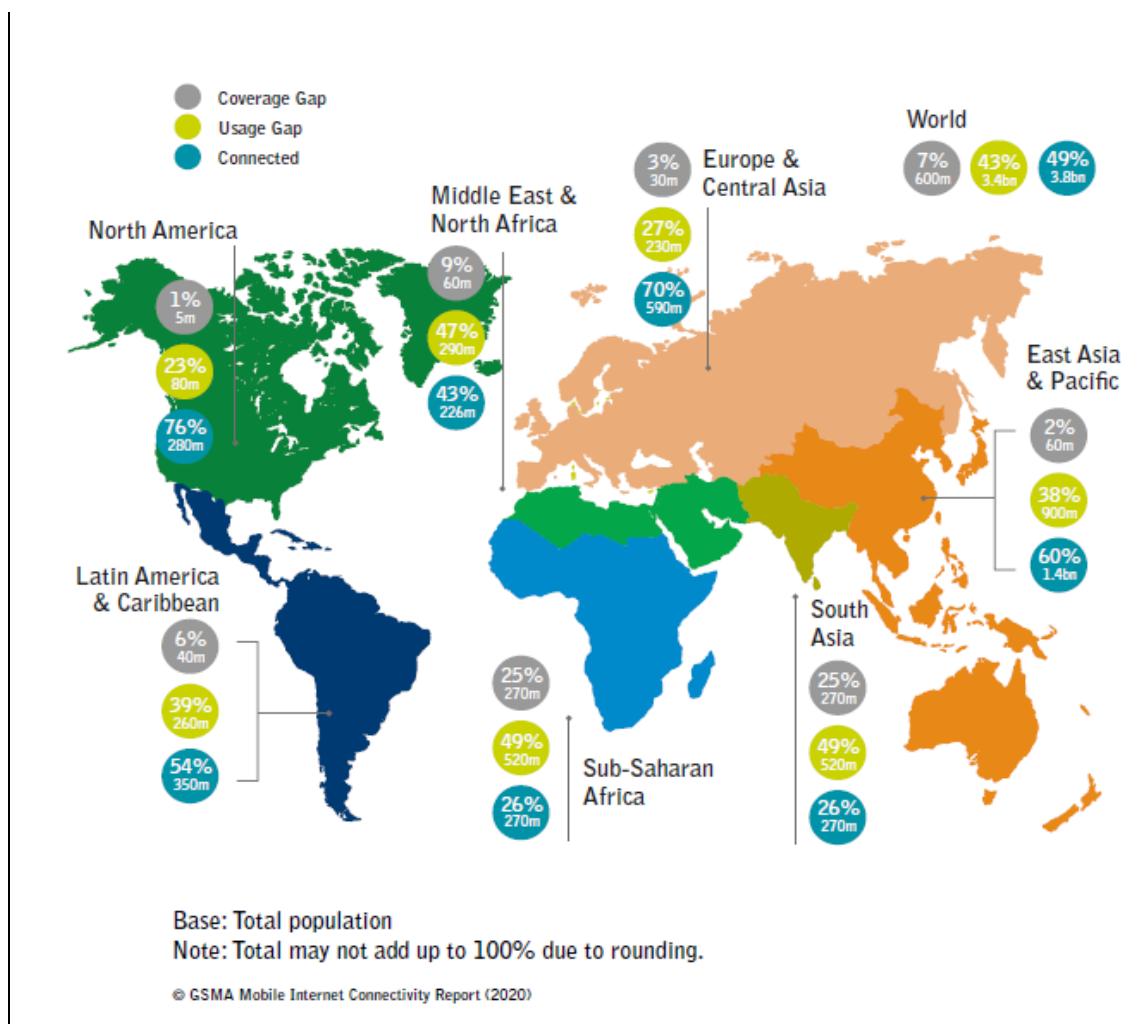 Coverage Gap
Usage Gap
Connected
World
7%
600m
43%
3.4bn
49%
3.8bn
Europe &
Central Asia
3%
30m
27%
230m
70%
590m
Middle East &
North Africa
9%
60m
47%
290m
43%
226m
North America
1%
5m
23%
80m
76%
280m
East Asia
& Pacific
2%
60m
38%
900m
60%
1.4bn
Latin America
& Caribbean
6%
40m
39%
260m
54%
350m
Sub-Saharan
Africa
25%
270m
49%
520m
26%
270m
South
Asia
25%
270m
49%
520m
26%
270m
Base: Total population
Note: Total may not add up to 100% due to rounding.
© GSMA Mobile Internet Connectivity Report (2020)